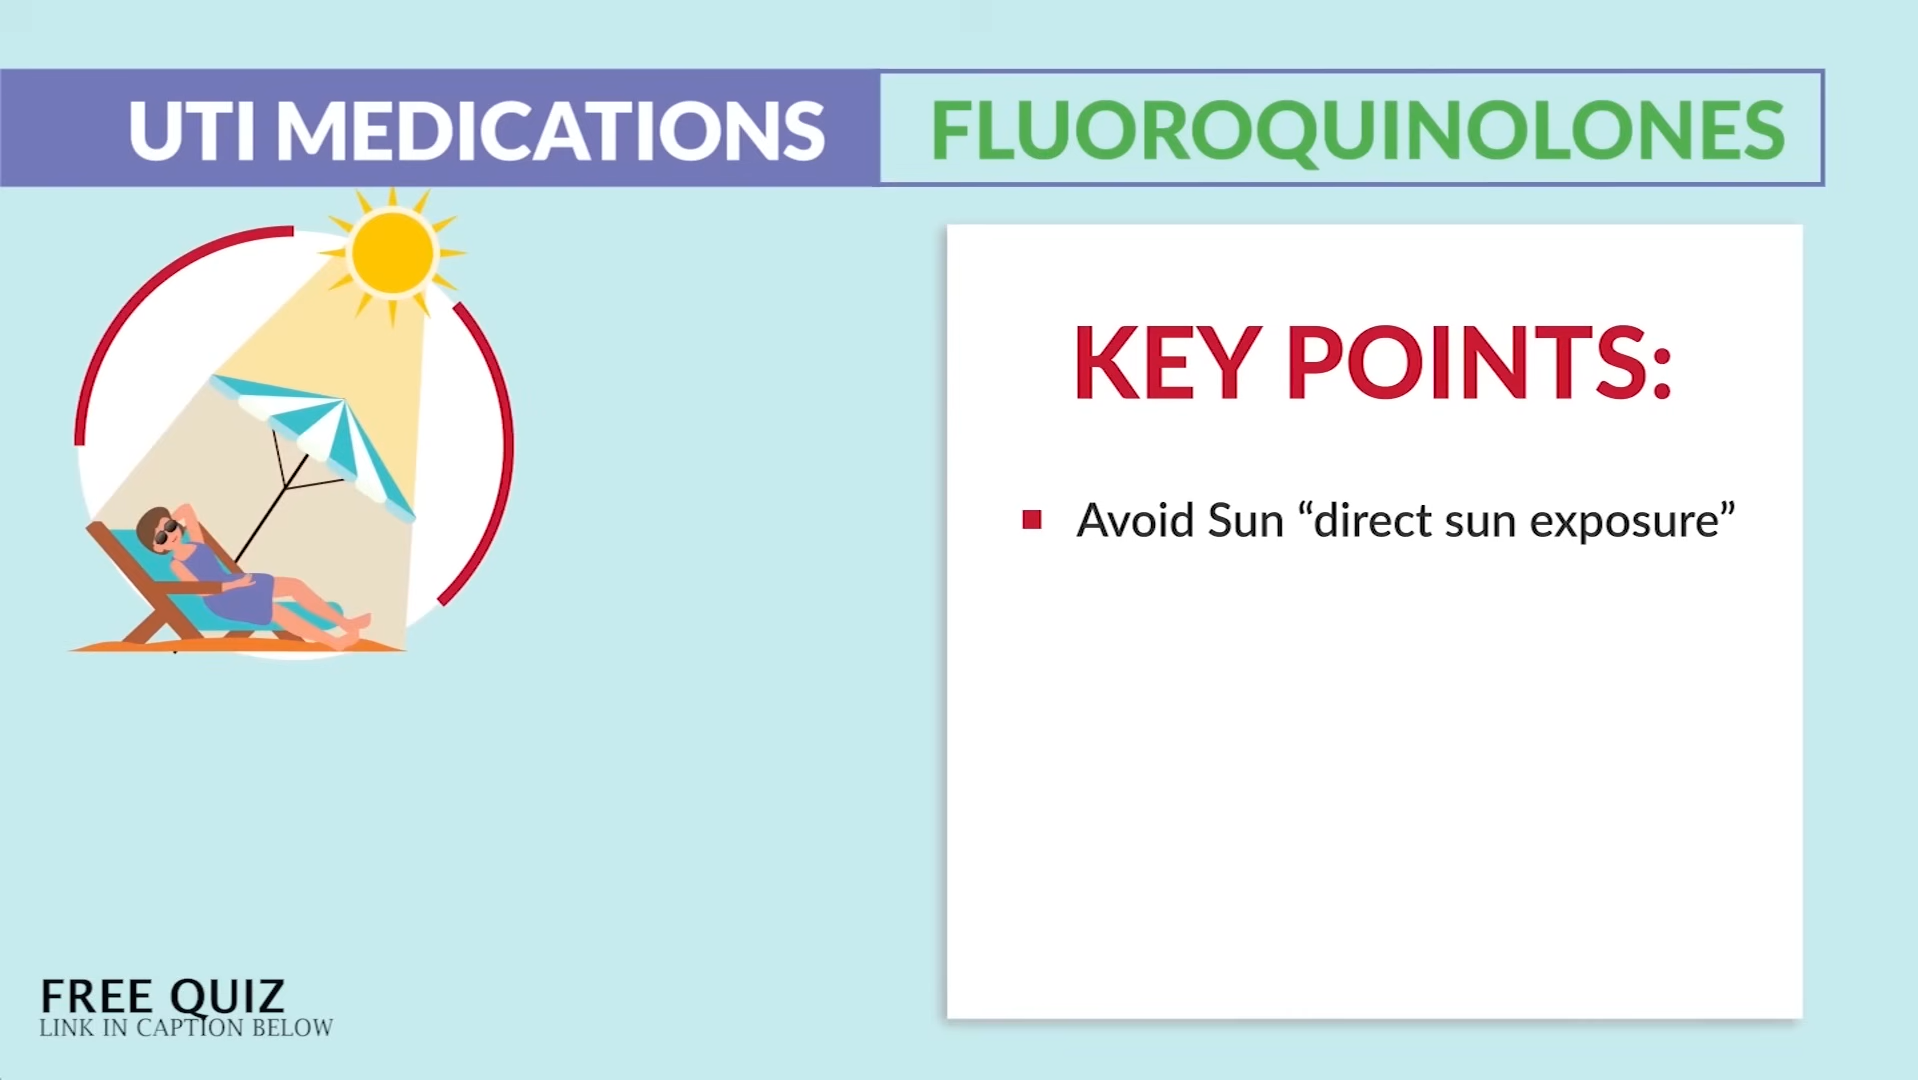 UTI MEDICATIONS
FLUOROQUINOLONES
KEY POINTS:
Avoid Sun “direct sun exposure”
FREE QUIZ
LINK IN CAPTION BELOW